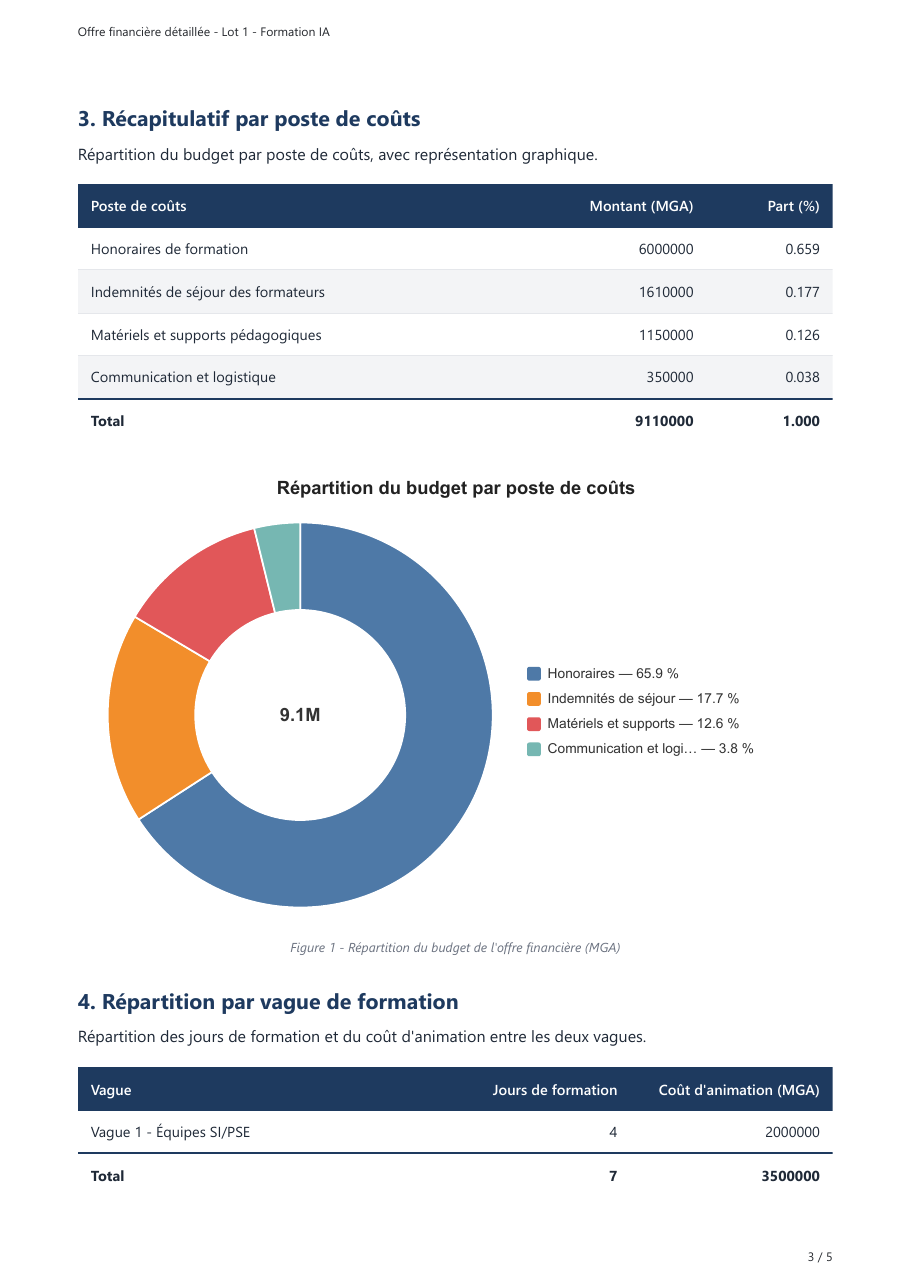 Offre financière détaillée - Lot 1 - Formation IA
3. Récapitulatif par poste de coûts
Répartition du budget par poste de coûts, avec représentation graphique.
Poste de coûts Montant (MGA) Part (%)
Honoraires de formation 6000000 0.659
Indemnités de séjour des formateurs 1610000 0.177
Matériels et supports pédagogiques 1150000 0.126
Communication et logistique 350000 0.038
Total 9110000 1.000
Répartition du budget par poste de coûts
9.1M
Honoraires — 65.9 %
Indemnités de séjour — 17.7 %
Matériels et supports — 12.6 %
Communication et logi… — 3.8 %
Figure 1 - Répartition du budget de l'offre financière (MGA)
4. Répartition par vague de formation
Répartition des jours de formation et du coût d'animation entre les deux vagues.
Vague Jours de formation Coût d'animation (MGA)
Vague 1 - Équipes SI/PSE 4 2000000
Total 7 3500000
3 / 5